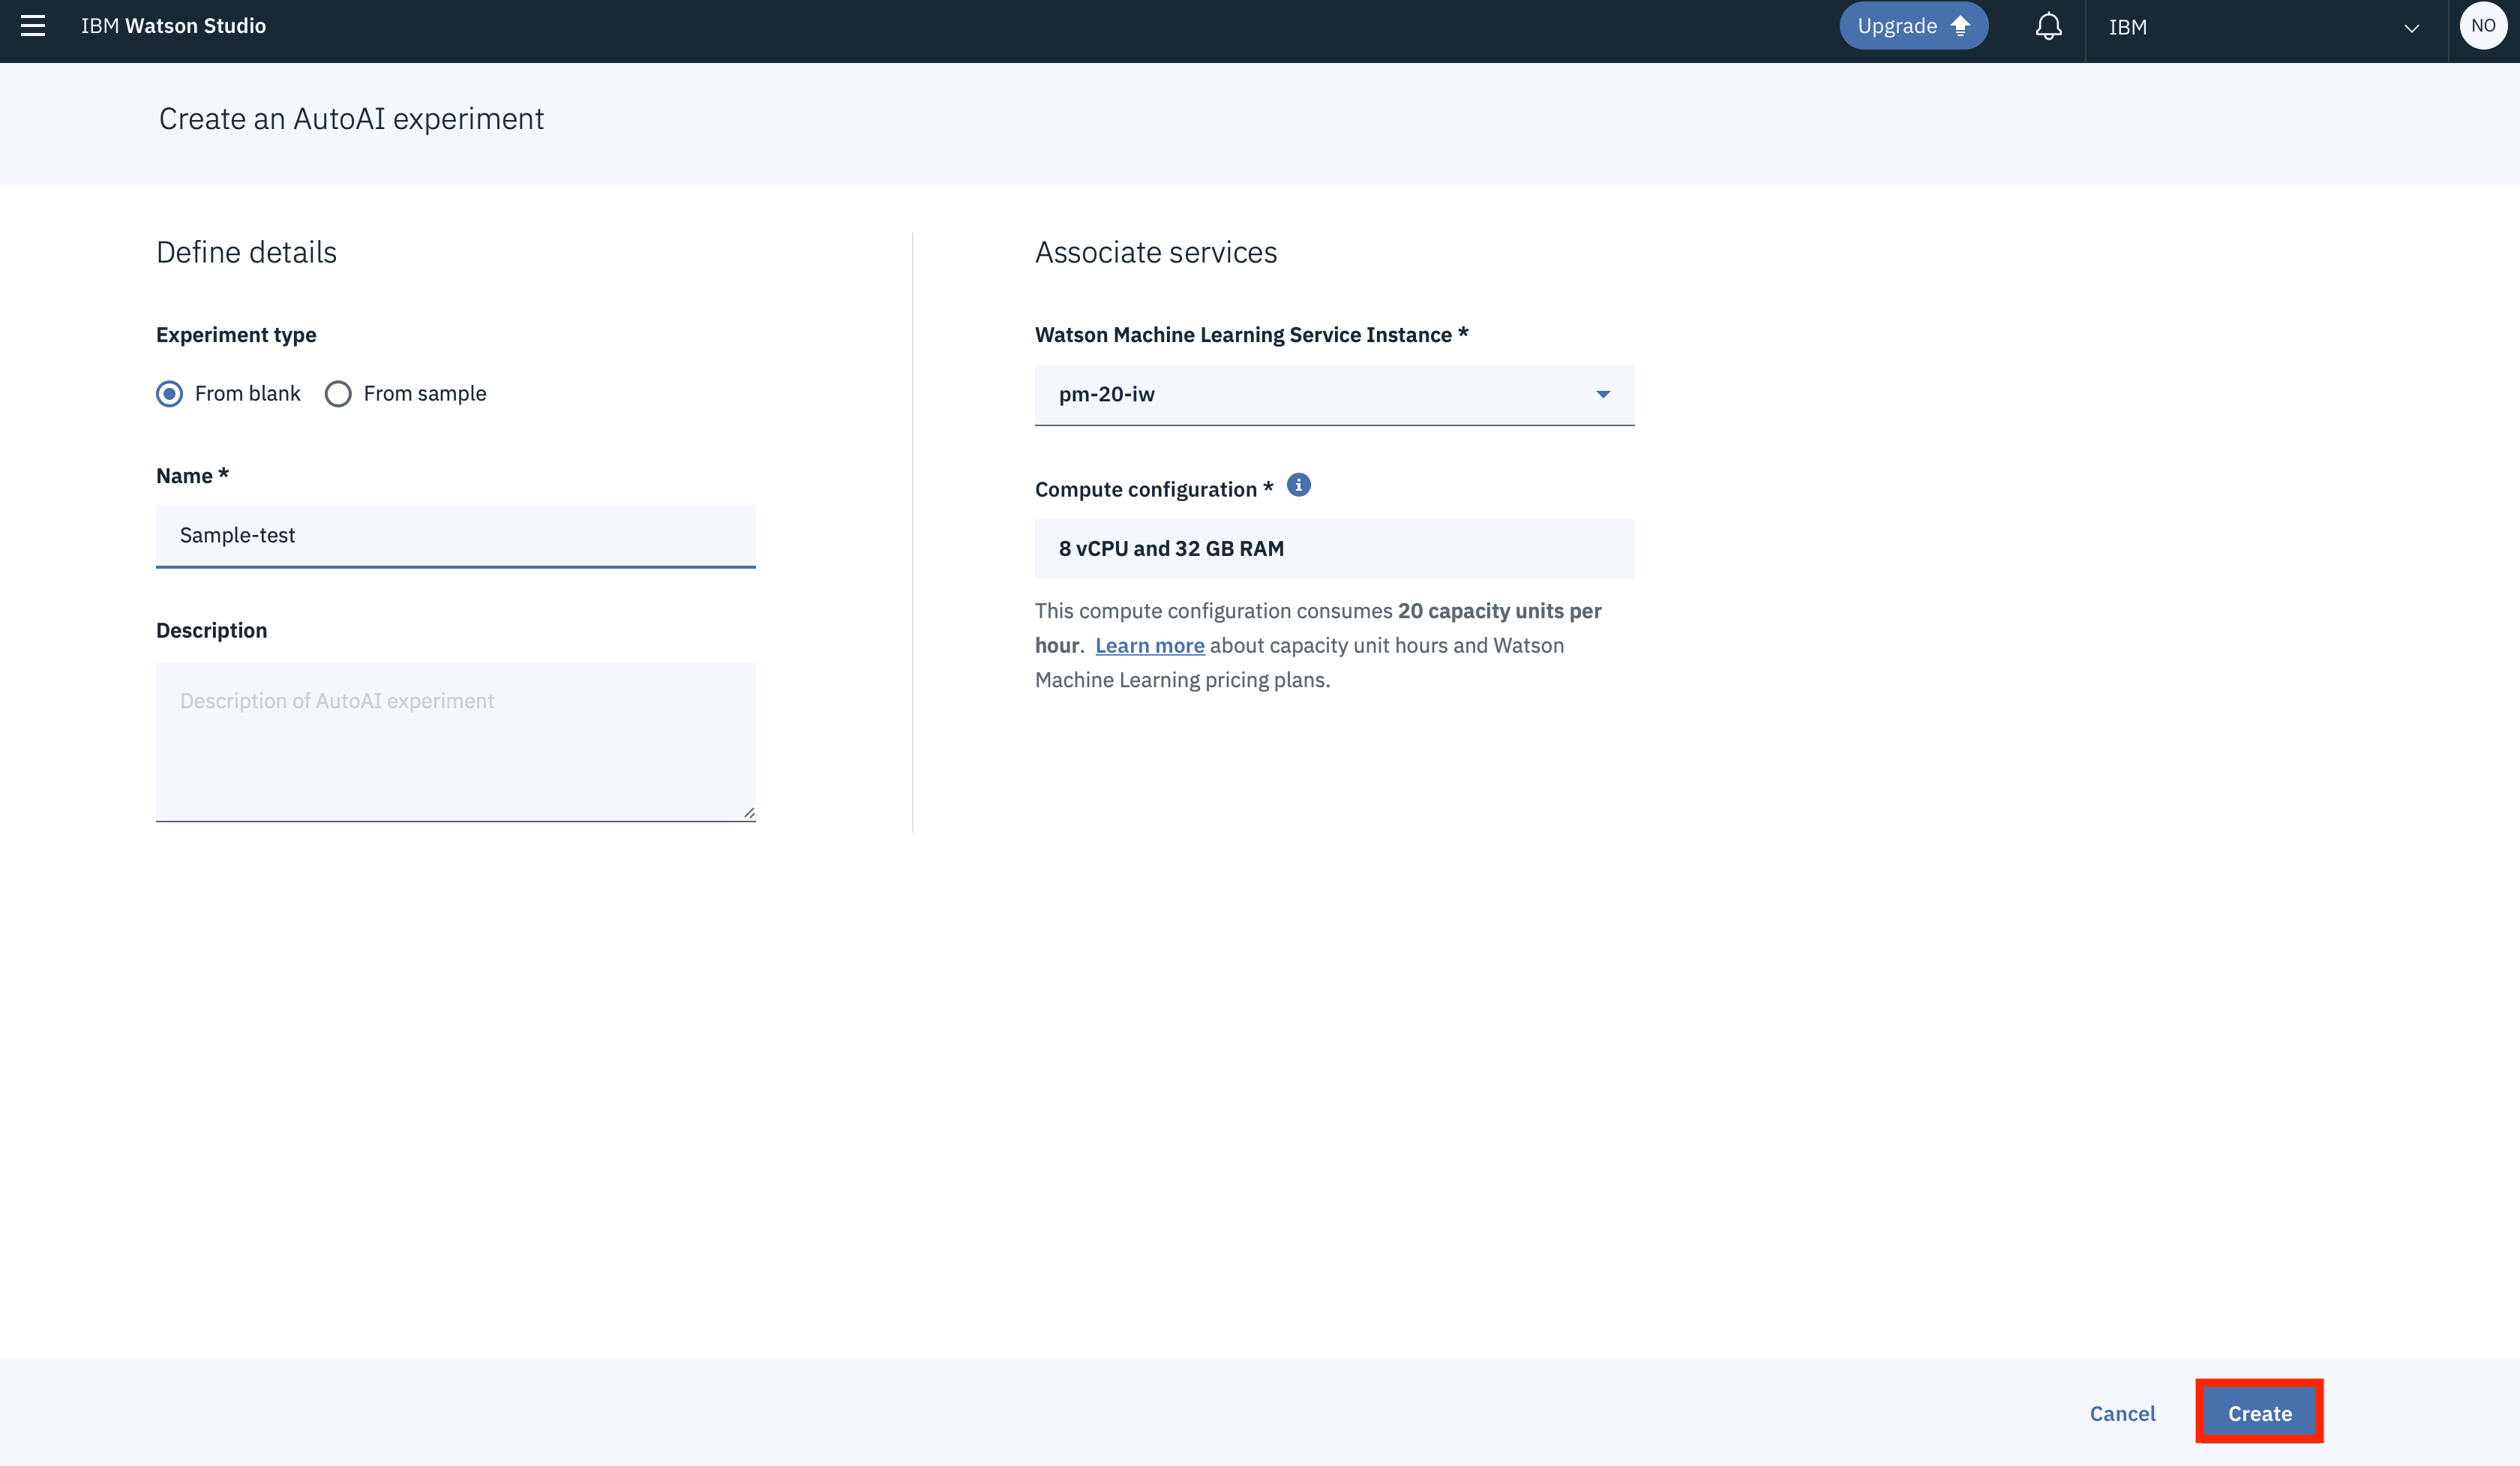 IBM Watson Studio
Upgrade
IBM
NO
Create an AutoAI experiment
Define details
Experiment type
From blank
From sample
Name *
Sample-test
Description
Description of AutoAI experiment
Associate services
Watson Machine Learning Service Instance *
pm-20-iw
Compute configuration *
8 vCPU and 32 GB RAM
This compute configuration consumes 20 capacity units per
hour. Learn more about capacity unit hours and Watson
Machine Learning pricing plans.
Cancel
Create